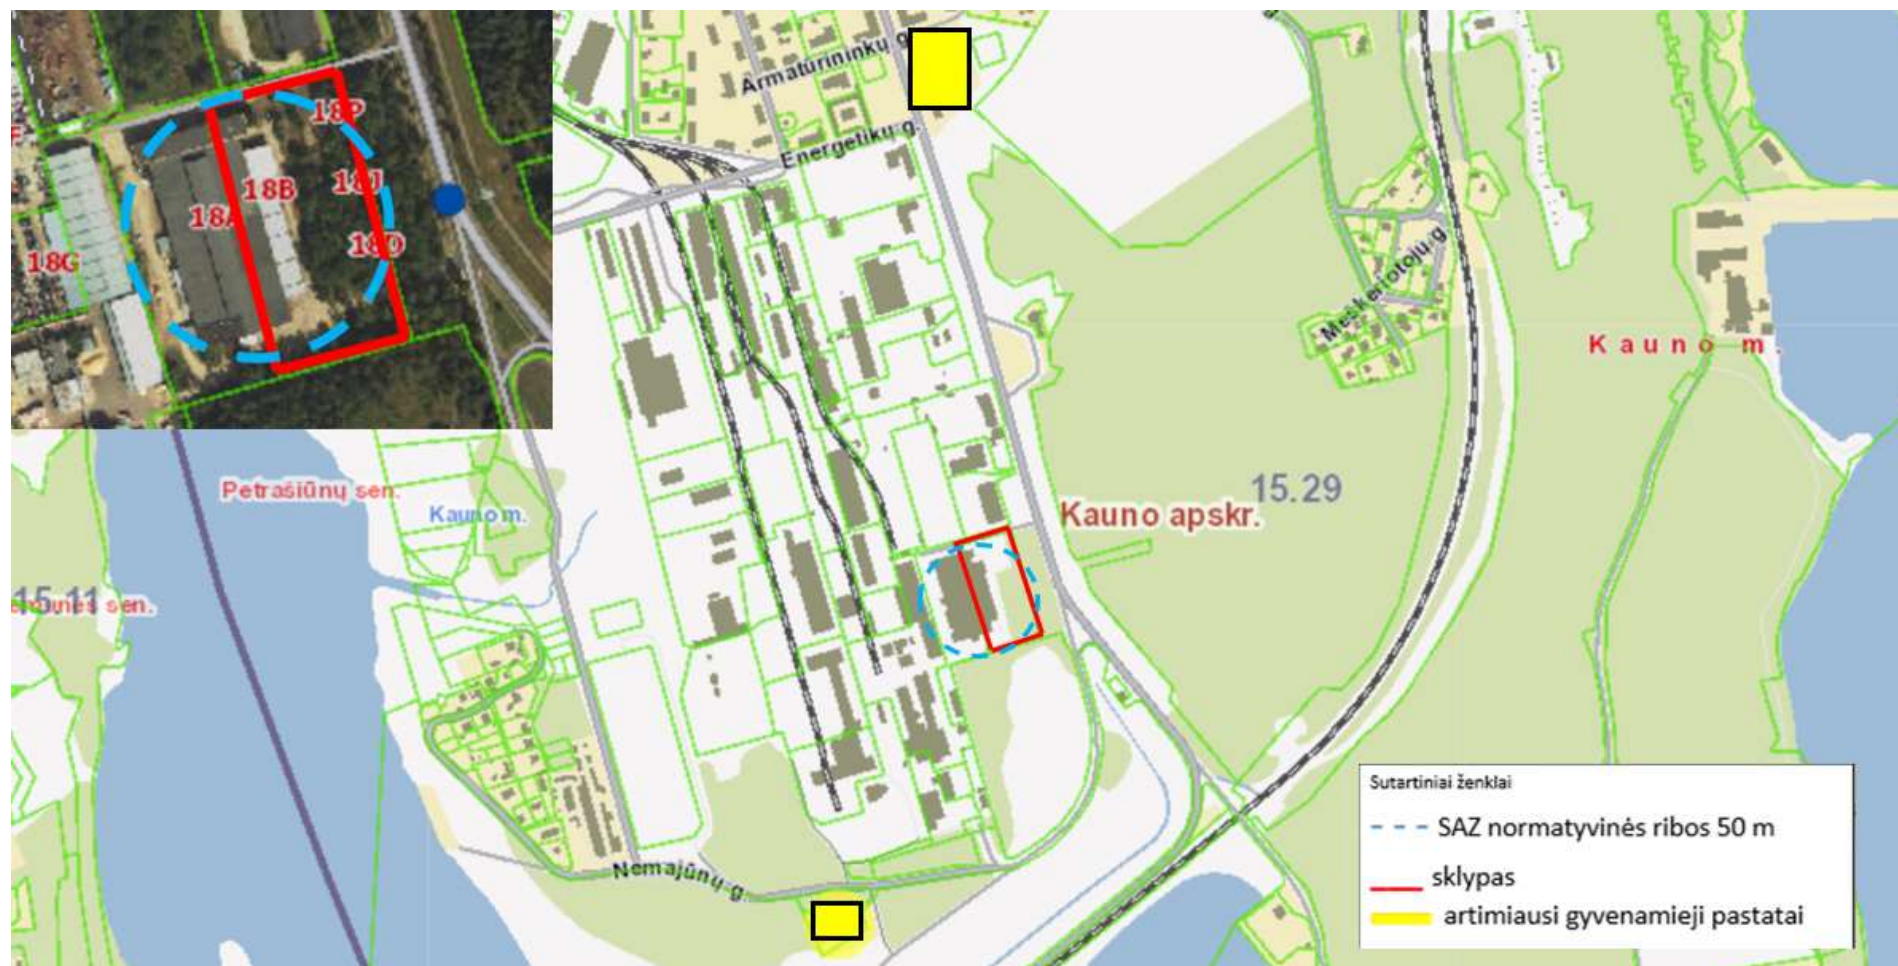 18P
18J
18B
18A
18D
18G
Armatūrininkų g.
Energetikų g.
Meškeriotojų g.
Kauno m.
15.29
Kauno apskr.
Petrašiūnų sen.
Kauno m.
15.11
sen.
Nemajūnų g.
Sutartiniai ženklai
SAZ normatyvinės ribos 50 m
sklypas
artimiausi gyvenamieji pastatai